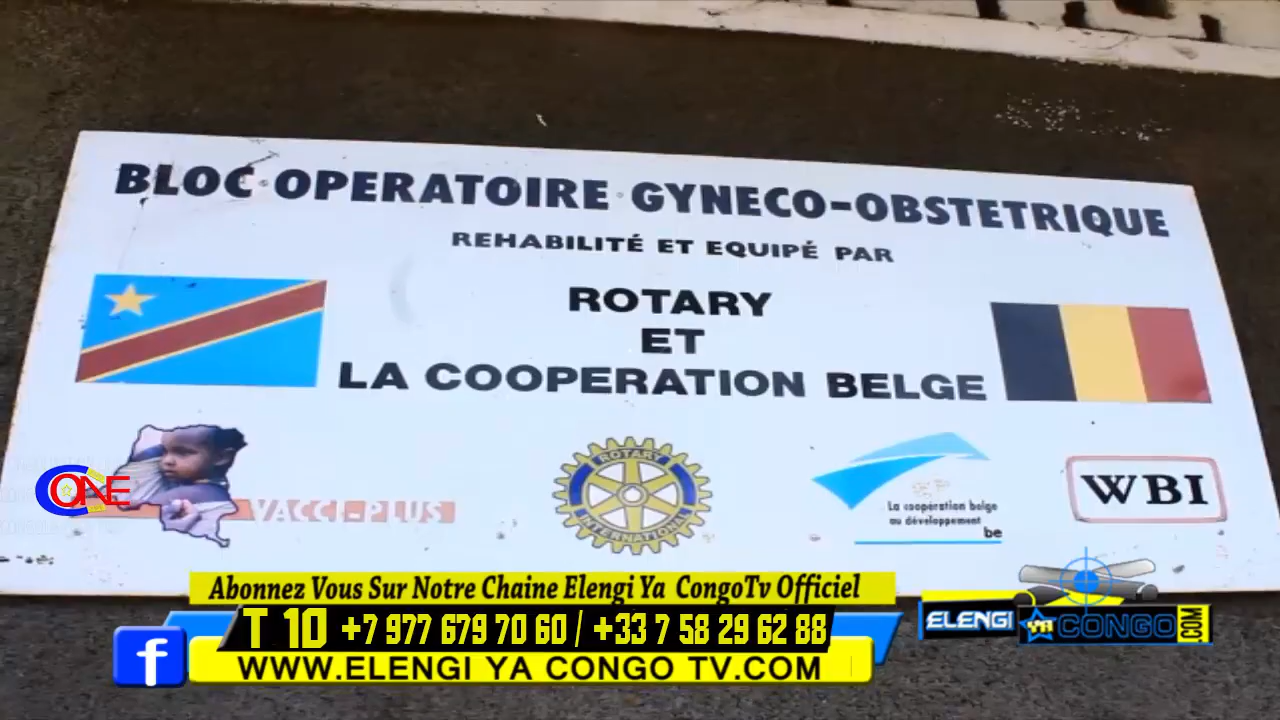 BLOC OPERATOIRE GYNECO-OBSTETRIQUE
REHABILITÉ ET EQUIPÉ PAR
ROTARY
ET
LA COOPERATION BELGE
VACCI-PLUS
ROTARY
INTERNATIONAL
La coopération belge
au développement
be
WBI
CONE
Abonnez Vous Sur Notre Chaine Elengi Ya CongoTv Officiel
T 10 +7 977 679 70 60 / +33 7 58 29 62 88
WWW.ELENGI YA CONGO TV.COM
f
ELENGI YA CONGO .COM